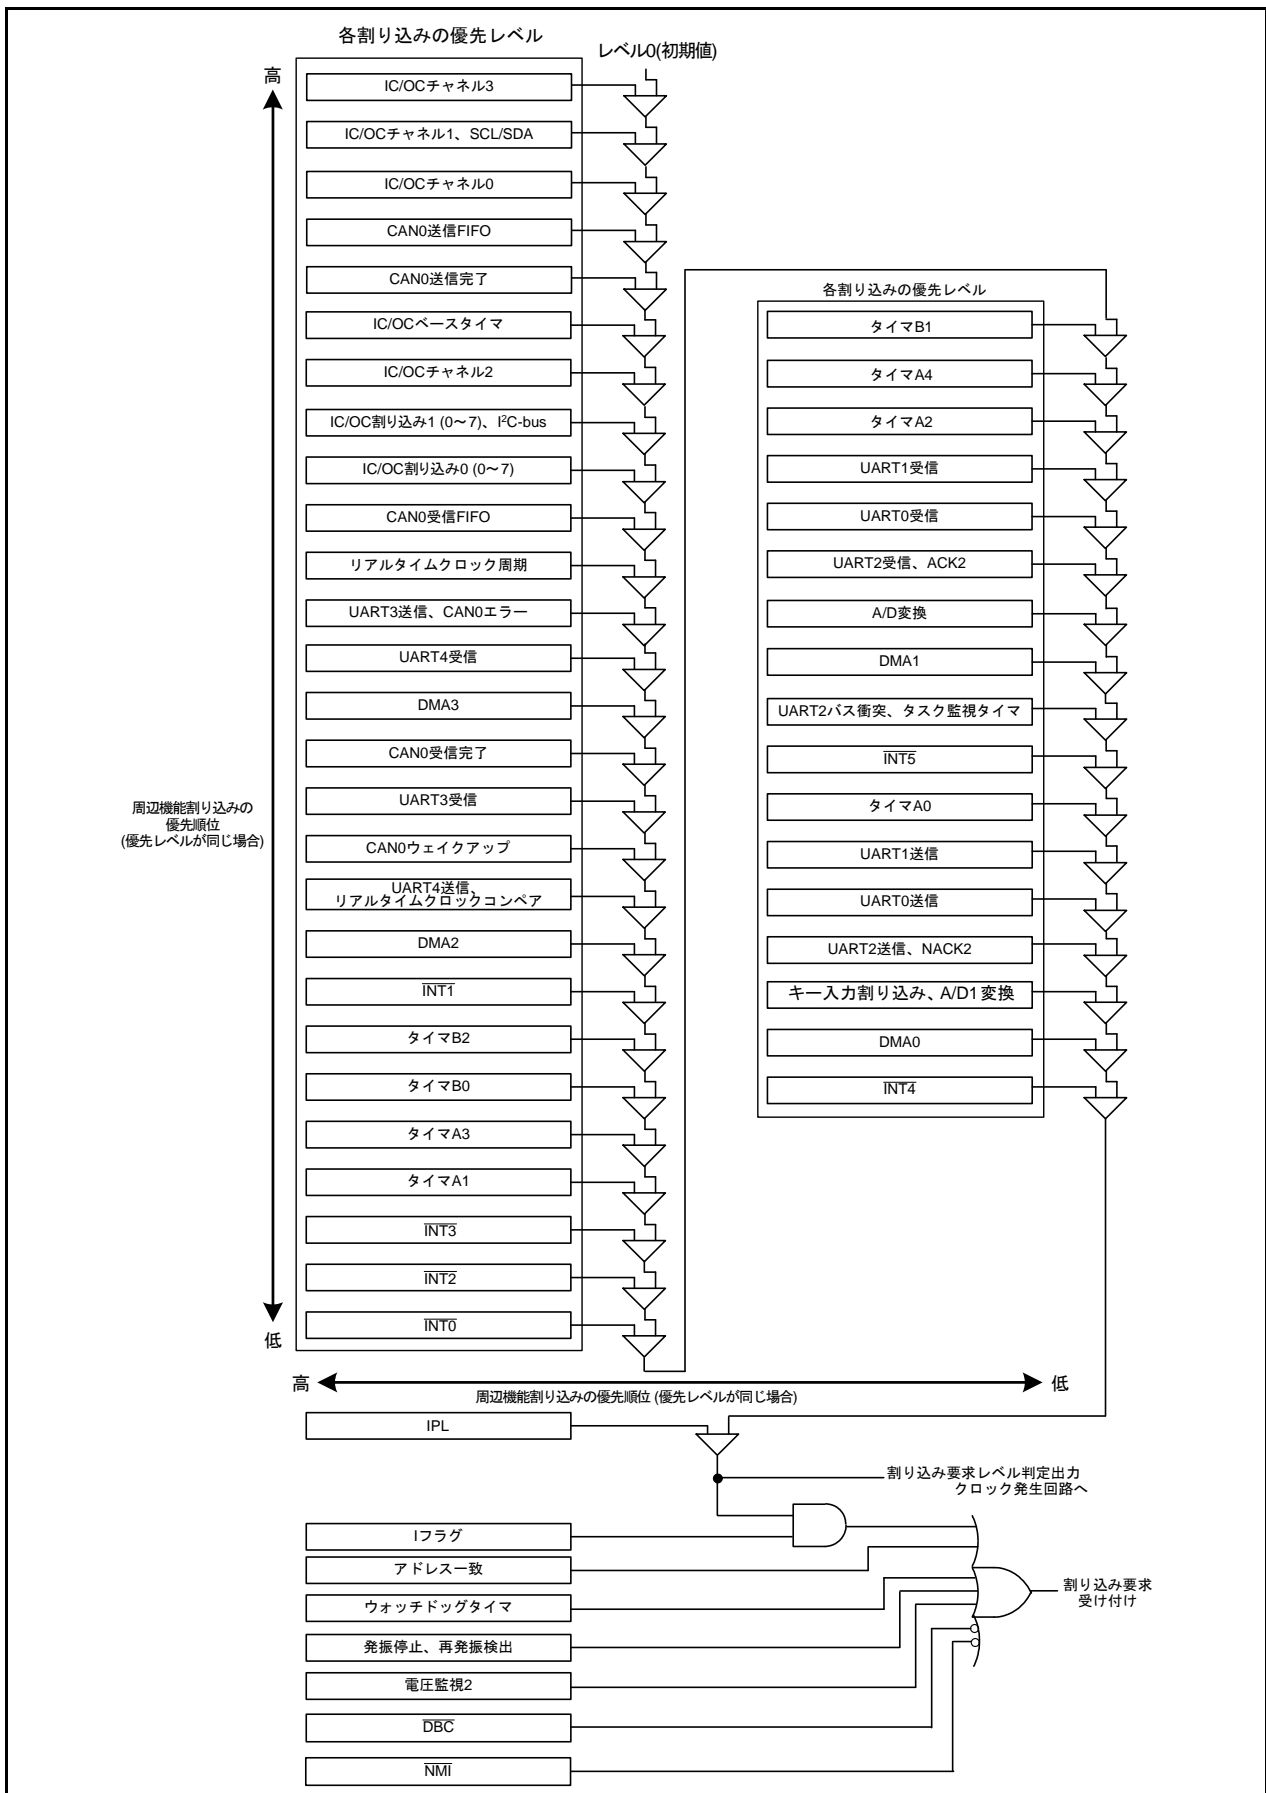 各割り込みの優先レベル
レベル0(初期値)
高
IC/OCチャネル3
IC/OCチャネル1、SCL/SDA
IC/OCチャネル0
CAN0送信FIFO
CAN0送信完了
IC/OCベースタイマ
IC/OCチャネル2
IC/OC割り込み1 (0～7)、I²C-bus
IC/OC割り込み0 (0～7)
CAN0受信FIFO
リアルタイムクロック周期
UART3送信、CAN0エラー
UART4受信
DMA3
CAN0受信完了
UART3受信
CAN0ウェイクアップ
UART4送信、
リアルタイムクロックコンペア
DMA2
INT1
タイマB2
タイマB0
タイマA3
タイマA1
INT3
INT2
INT0
低
周辺機能割り込みの
優先順位
(優先レベルが同じ場合)
各割り込みの優先レベル
タイマB1
タイマA4
タイマA2
UART1受信
UART0受信
UART2受信、ACK2
A/D変換
DMA1
UART2バス衝突、タスク監視タイマ
INT5
タイマA0
UART1送信
UART0送信
UART2送信、NACK2
キー入力割り込み、A/D1変換
DMA0
INT4
高
低
周辺機能割り込みの優先順位 (優先レベルが同じ場合)
IPL
割り込み要求レベル判定出力
クロック発生回路へ
Iフラグ
アドレス一致
ウォッチドッグタイマ
発振停止、再発振検出
電圧監視2
DBC
NMI
割り込み要求
受け付け